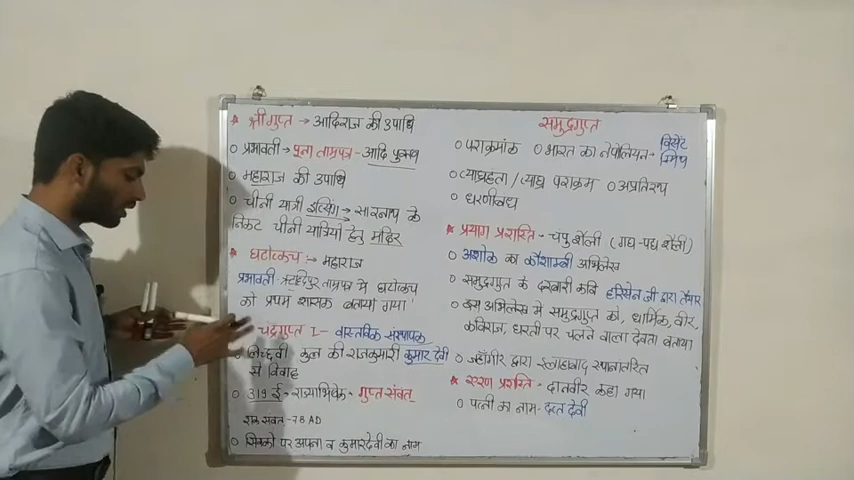 * श्रीगुप्त → आदिराज की उपाधि
o प्रभावती → पूना ताम्रपत्र - आदि पुरुष
o महाराज की उपाधि
o चीनी यात्री इत्सिंग → सारनाथ के
निकट चीनी यात्रियों हेतु मंदिर
* घटोत्कच :- महाराज
प्रभावती - ऋद्धपुर ताम्रपत्र में घटोत्कच
को प्रथम शासक बताया गया
चंद्रगुप्त I - वास्तविक संस्थापक
लिच्छवी कुल की राजकुमारी कुमार देवी
से विवाह
o 319 ई - राज्याभिषेक - गुप्त संवत
शक संवत - 78 AD
o सिक्कों पर अपना व कुमारदेवी का नाम
समुद्रगुप्त
o पराक्रमांक o भारत का नेपोलियन - विंसेंट
स्मिथ
o व्याघ्रहंता / व्याघ्र पराक्रम o अप्रतिरथ
o धरणीबंध
* प्रयाग प्रशस्ति - चंपू शैली (गद्य-पद्य शैली)
o अशोक का कौशाम्बी अभिलेख
o समुद्रगुप्त के दरबारी कवि हरिसेन जी द्वारा तैयार
o इस अभिलेख में समुद्रगुप्त को, धार्मिक, वीर,
कविराज, धरती पर चलने वाला देवता बताया
o जहाँगीर द्वारा इलाहाबाद स्थानांतरित
* एरण प्रशस्ति - दानवीर कहा गया
o पत्नी का नाम - दत्त देवी